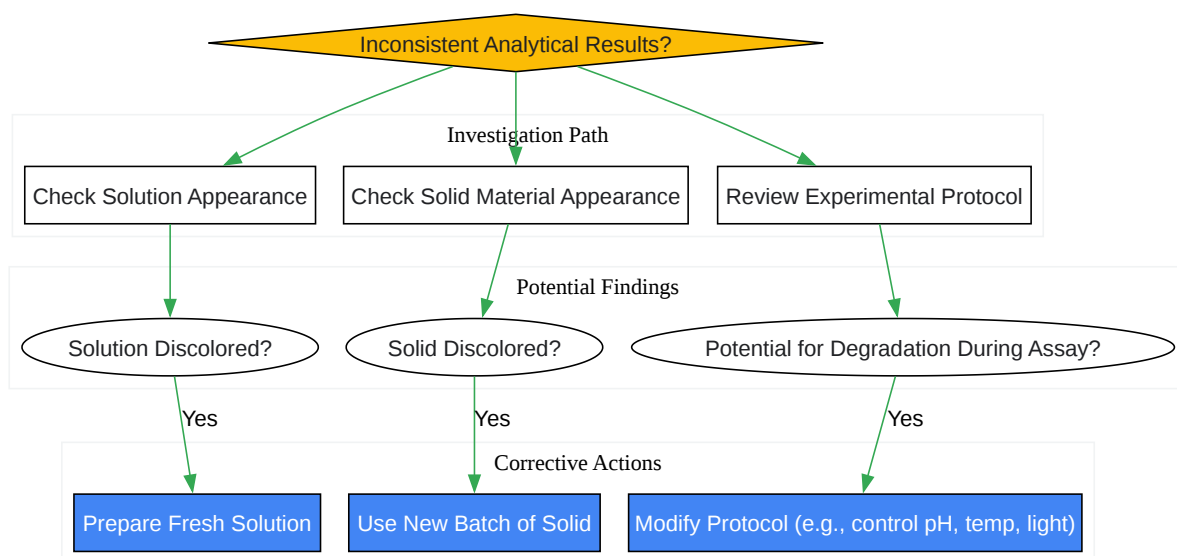 Inconsistent Analytical Results?
Investigation Path
Check Solution Appearance
Check Solid Material Appearance
Review Experimental Protocol
Potential Findings
Solution Discolored?
Solid Discolored?
Potential for Degradation During Assay?
Yes
Yes
Yes
Corrective Actions
Prepare Fresh Solution
Use New Batch of Solid
Modify Protocol (e.g., control pH, temp, light)